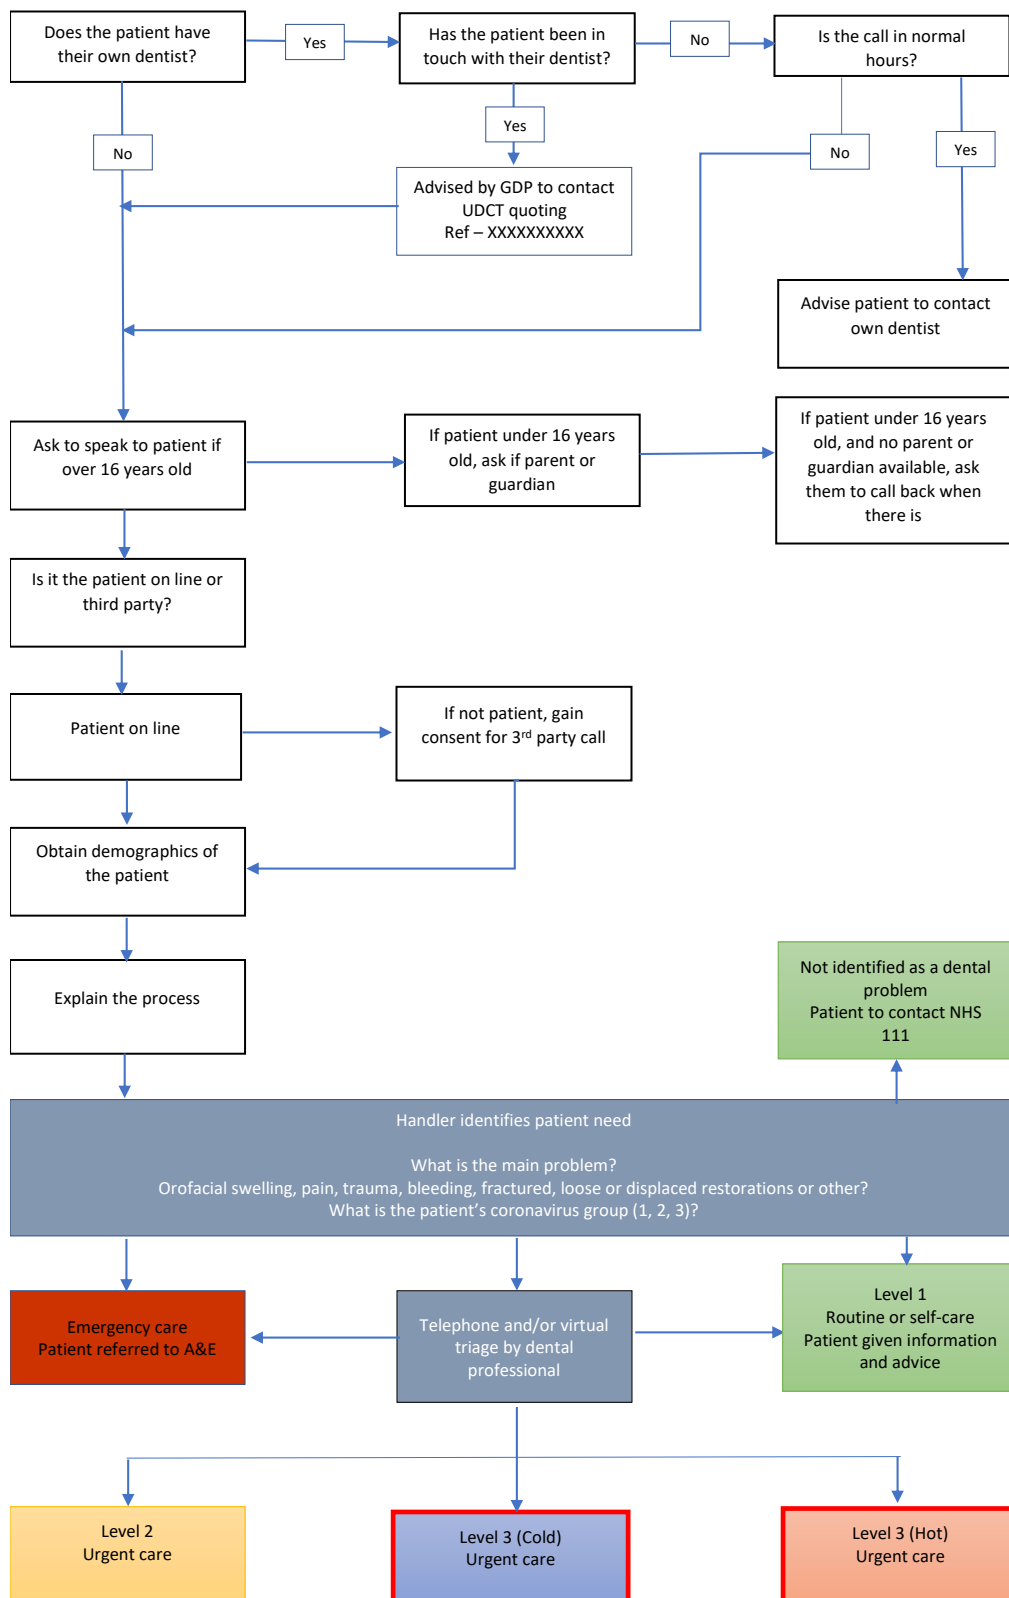 Does the patient have
their own dentist?
Yes
Has the patient been in
touch with their dentist?
No
Is the call in normal
hours?
No
Yes
No
Yes
Advised by GDP to contact
UDCT quoting
Ref – XXXXXXXXXX
Advise patient to contact
own dentist
Ask to speak to patient if
over 16 years old
If patient under 16 years
old, ask if parent or
guardian
If patient under 16 years
old, and no parent or
guardian available, ask
them to call back when
there is
Is it the patient on line or
third party?
Patient on line
If not patient, gain
consent for 3rd party call
Obtain demographics of
the patient
Explain the process
Not identified as a dental
problem
Patient to contact NHS
111
Handler identifies patient need
What is the main problem?
Orofacial swelling, pain, trauma, bleeding, fractured, loose or displaced restorations or other?
What is the patient’s coronavirus group (1, 2, 3)?
Emergency care
Patient referred to A&E
Telephone and/or virtual
triage by dental
professional
Level 1
Routine or self-care
Patient given information
and advice
Level 2
Urgent care
Level 3 (Cold)
Urgent care
Level 3 (Hot)
Urgent care